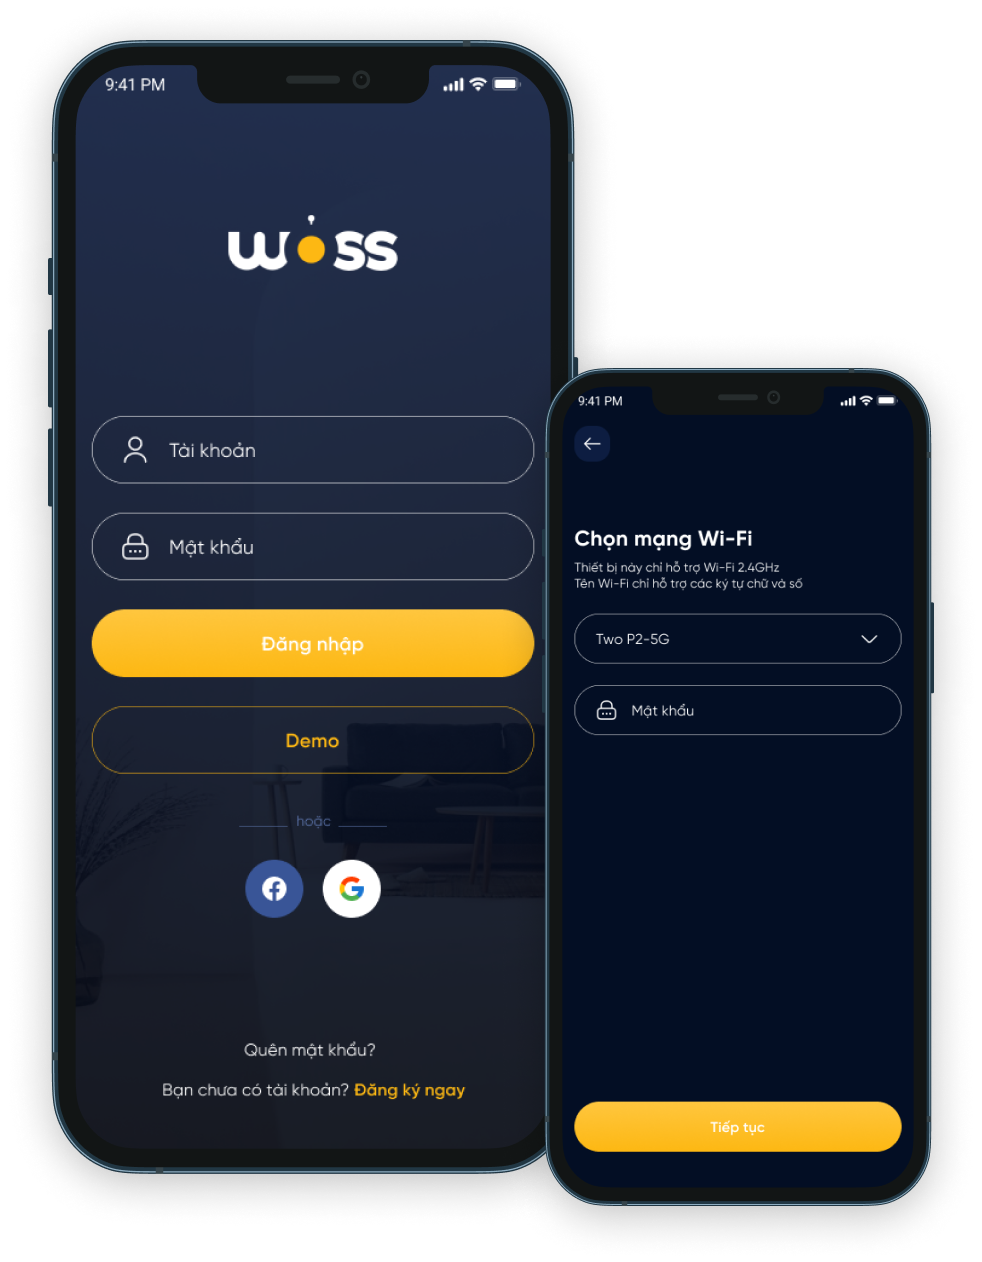 9:41 PM
woss
Tài khoản
Mật khẩu
Đăng nhập
Demo
hoặc
Quên mật khẩu?
Bạn chưa có tài khoản? Đăng ký ngay
9:41 PM
Chọn mạng Wi-Fi
Thiết bị này chỉ hỗ trợ Wi-Fi 2.4GHz
Tên Wi-Fi chỉ hỗ trợ các ký tự chữ và số
Two P2-5G
Mật khẩu
Tiếp tục